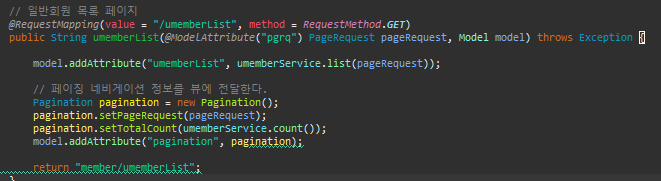 // 일반회원 목록 페이지
@RequestMapping(value = "/umemberList", method = RequestMethod.GET)
public String umemberList(@ModelAttribute("pgrq") PageRequest pageRequest, Model model) throws Exception {
model.addAttribute("umemberList", umemberService.list(pageRequest));
// 페이징 네비게이션 정보를 뷰에 전달한다.
Pagination pagination = new Pagination();
pagination.setPageRequest(pageRequest);
pagination.setTotalCount(umemberService.count());
model.addAttribute("pagination", pagination);
return "member/umemberList";
}